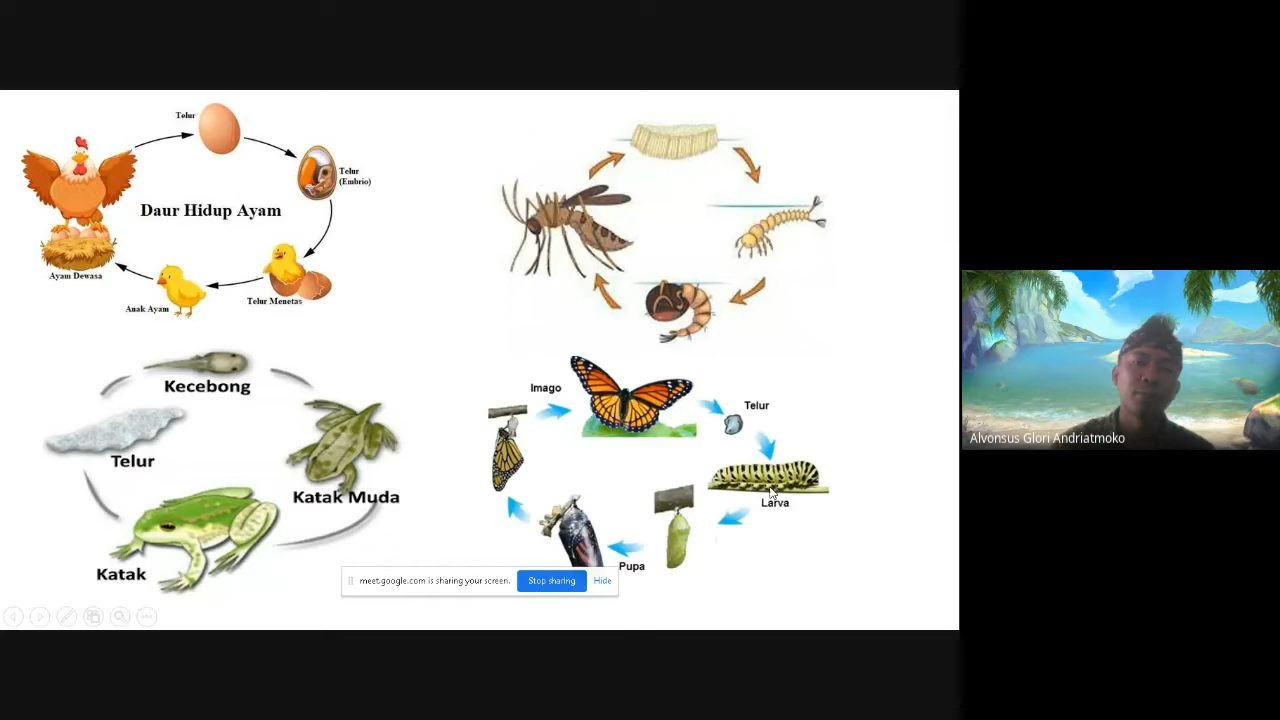 Telur
Telur
(Embrio)
Daur Hidup Ayam
Ayam Dewasa
Telur Menetas
Anak Ayam
Kecebong
Telur
Katak Muda
Katak
Imago
Telur
Larva
Pupa
meet.google.com is sharing your screen.
Stop sharing
Hide
Alvonsus Glori Andriatmoko